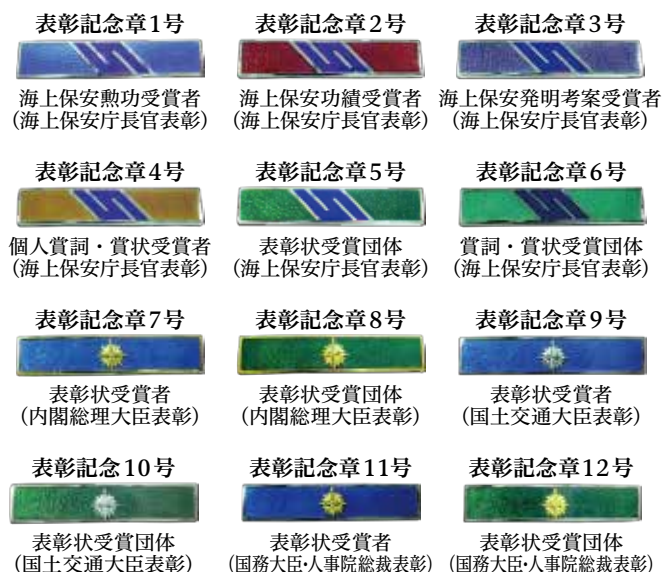 表彰記念章1号
表彰記念章2号
表彰記念章3号
海上保安勲功受賞者
(海上保安庁長官表彰)
海上保安功績受賞者
(海上保安庁長官表彰)
海上保安発明考案受賞者
(海上保安庁長官表彰)
表彰記念章4号
表彰記念章5号
表彰記念章6号
個人賞詞・賞状受賞者
(海上保安庁長官表彰)
表彰状受賞団体
(海上保安庁長官表彰)
賞詞・賞状受賞団体
(海上保安庁長官表彰)
表彰記念章7号
表彰記念章8号
表彰記念章9号
表彰状受賞者
(内閣総理大臣表彰)
表彰状受賞団体
(内閣総理大臣表彰)
表彰状受賞者
(国土交通大臣表彰)
表彰記念10号
表彰記念章11号
表彰記念章12号
表彰状受賞団体
(国土交通大臣表彰)
表彰状受賞者
(国務大臣・人事院総裁表彰)
表彰状受賞団体
(国務大臣・人事院総裁表彰)